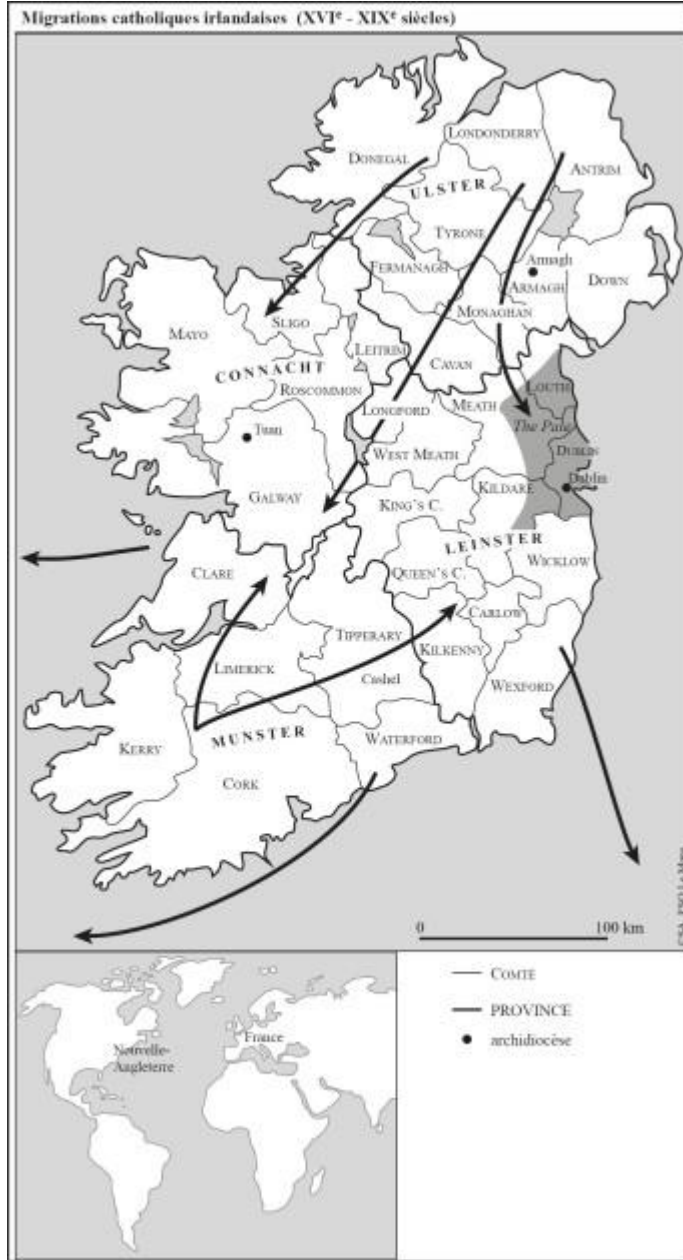 Migrations catholiques irlandaises (XVIᵉ - XIXᵉ siècles)
LONDONDERRY
DONEGAL
ANTRIM
ULSTER
TYRONE
Armagh
FERMANAGH
ARMAGH
DOWN
MONAGHAN
SLIGO
MAYO
LEITRIM
CAVAN
CONNACHT
ROSCOMMON
LOUTH
LONGFORD
MEATH
The Pale
Tuan
WEST MEATH
DUBLIN
Dublin
GALWAY
KILDARE
KING'S C.
LEINSTER
CLARE
QUEEN'S C.
WICKLOW
CARLOW
TIPPERARY
KILKENNY
LIMERICK
Cashel
WEXFORD
MUNSTER
WATERFORD
KERRY
CORK
0 100 km
COMTÉ
PROVINCE
archidiocèse
France
Nouvelle-
Angleterre